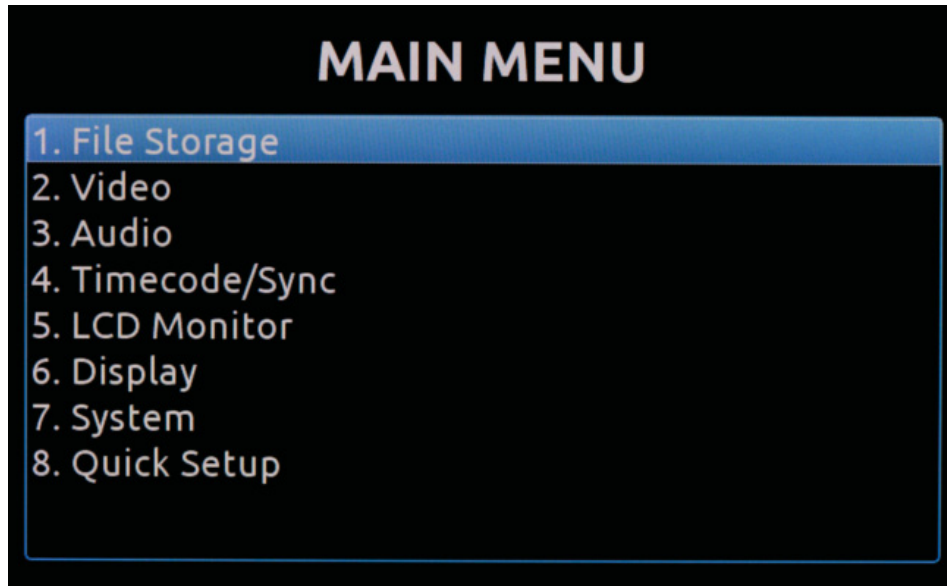 MAIN MENU
1. File Storage
2. Video
3. Audio
4. Timecode/Sync
5. LCD Monitor
6. Display
7. System
8. Quick Setup